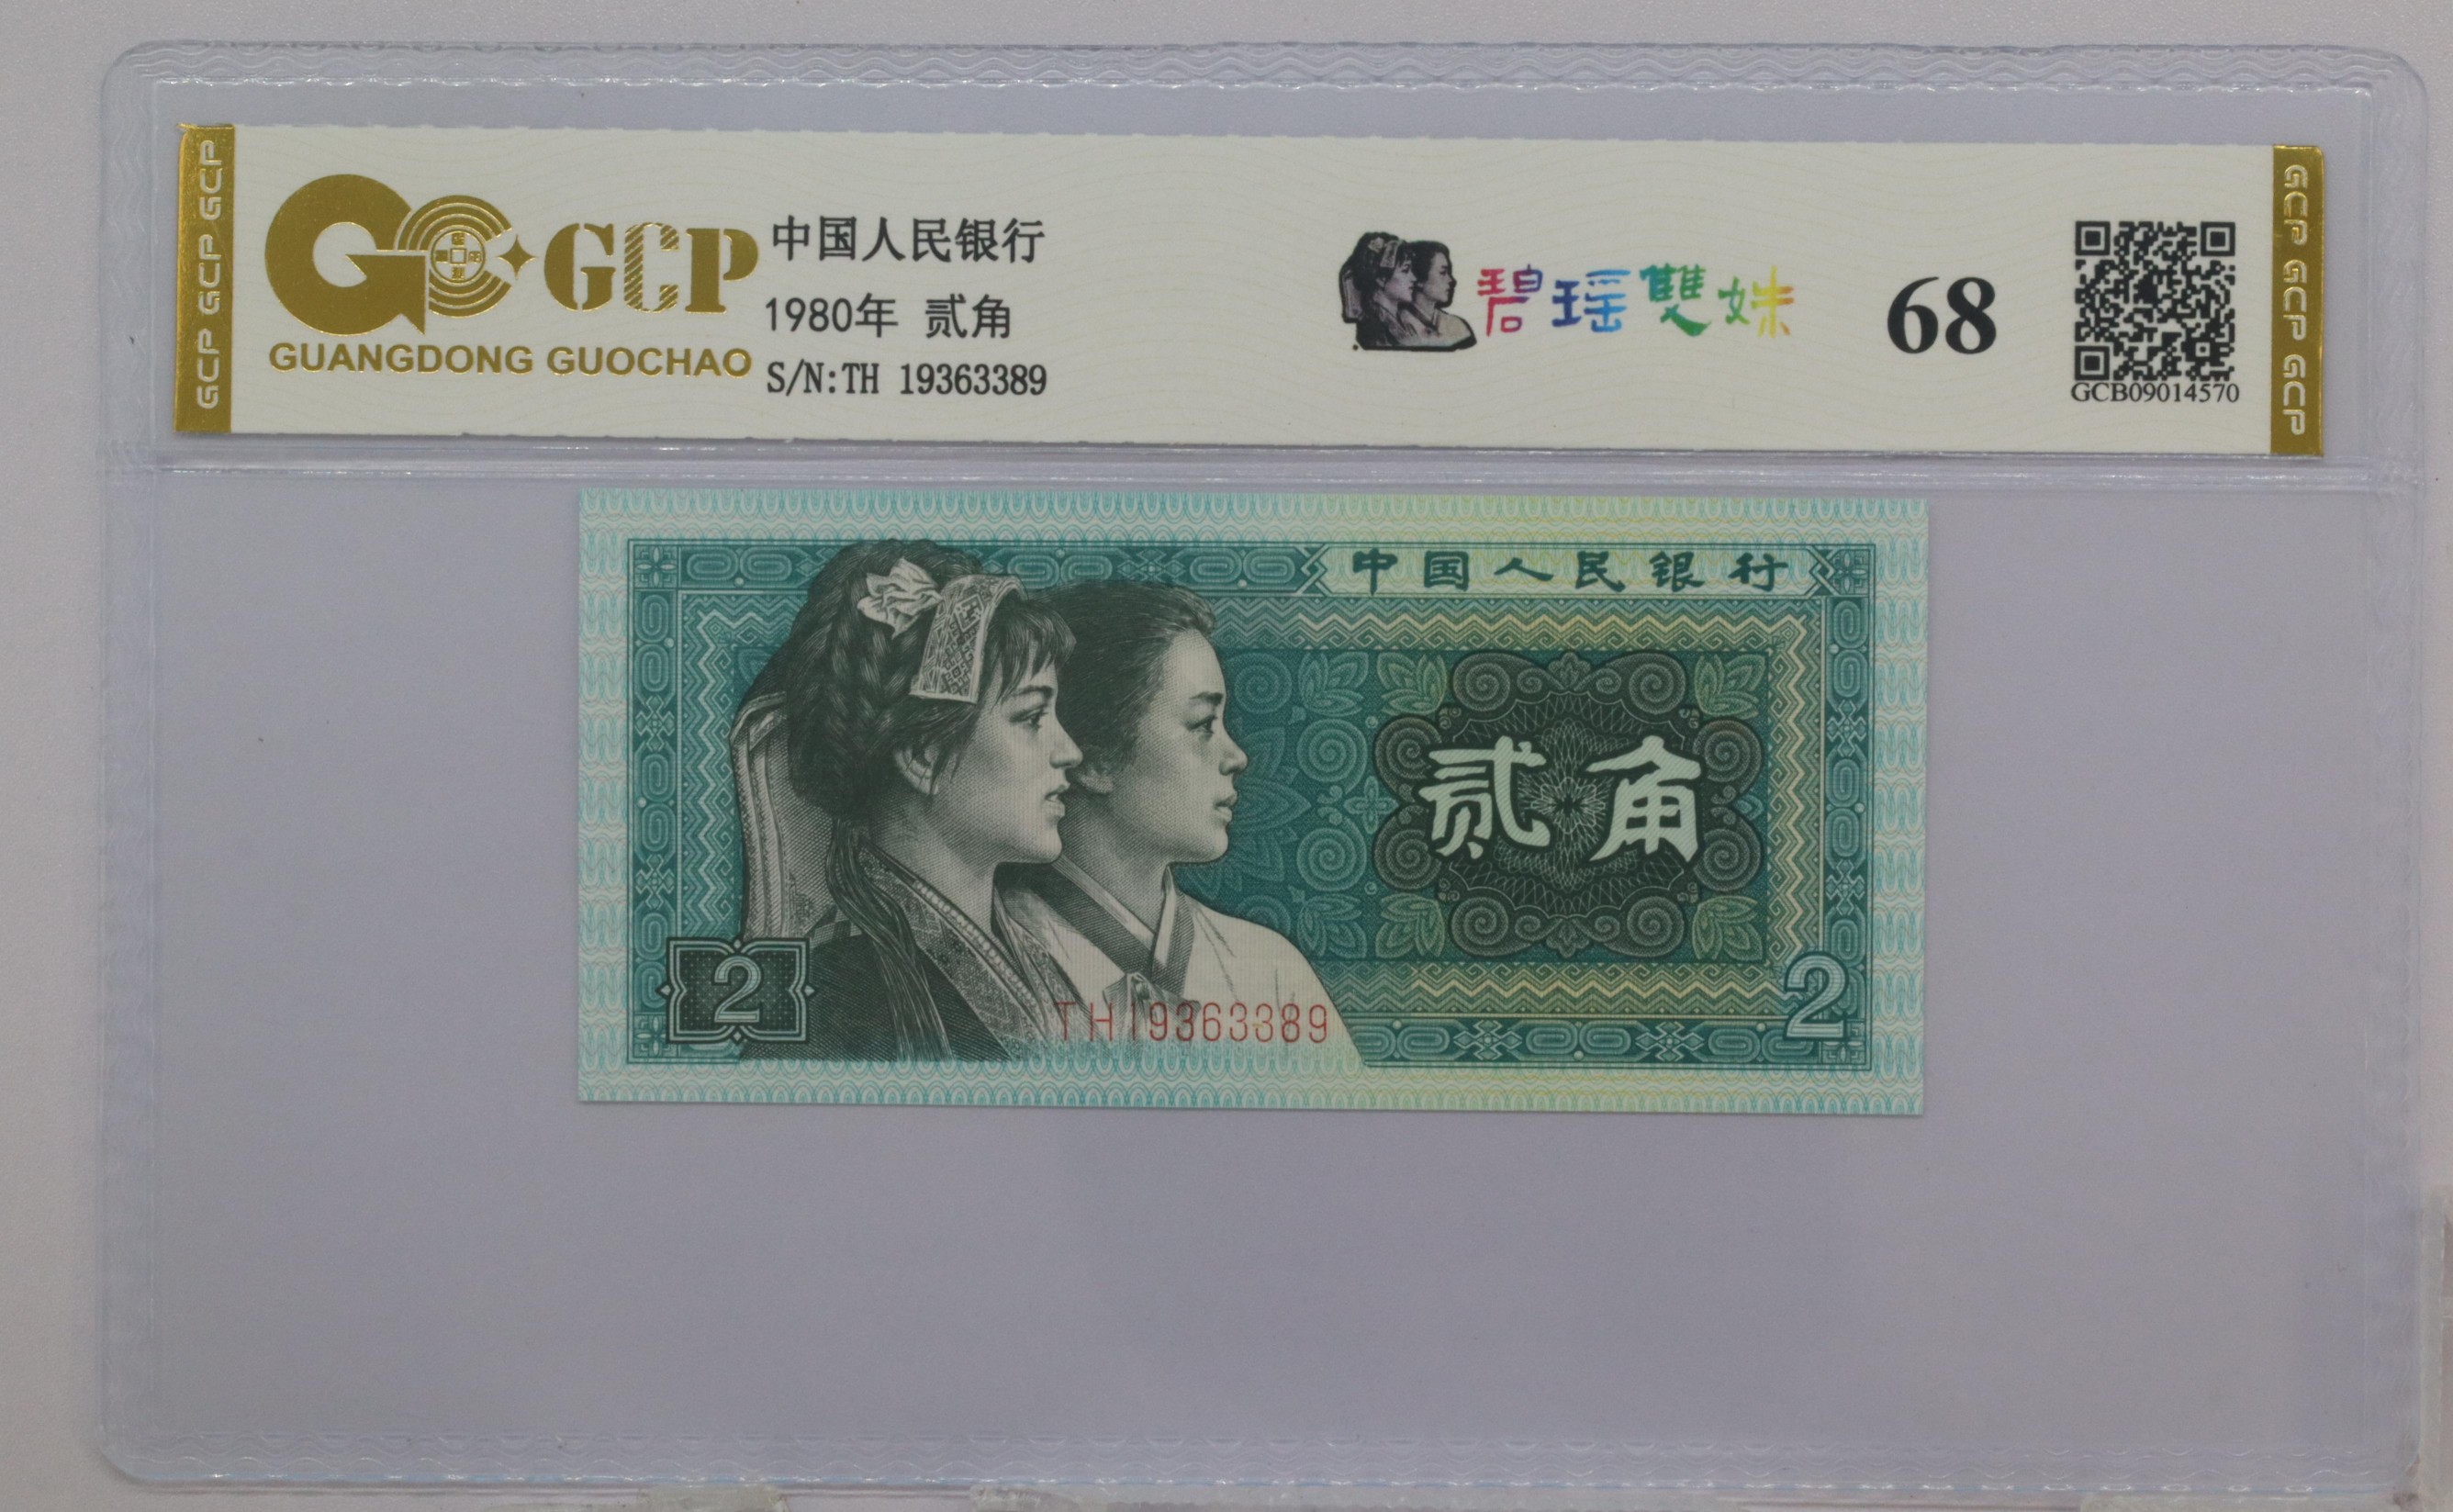 GCP GCP GCP
GCP
GUANGDONG GUOCHAO
中国人民银行
1980年 贰角
S/N:TH 19363389
碧瑶雙姝
68
GCB09014570
GCP GCP GCP
中国人民银行
贰角
2
TH19363389
2